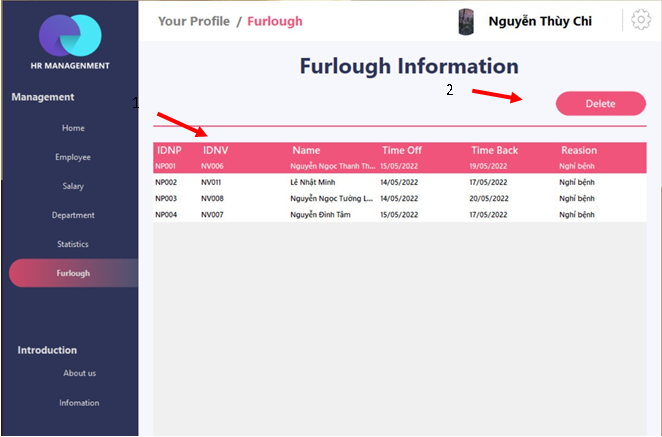 Your Profile / Furlough
Nguyễn Thùy Chi
HR MANAGENMENT
Furlough Information
Management
1
2
Delete
Home
Employee
Salary
Department
Statistics
Furlough
Introduction
About us
Infomation
IDNP IDNV Name Time Off Time Back Reasion
NP001 NV006 Nguyễn Ngọc Thanh Th... 15/05/2022 19/05/2022 Nghỉ bệnh
NP002 NV011 Lê Nhật Minh 14/05/2022 17/05/2022 Nghỉ bệnh
NP003 NV008 Nguyễn Ngọc Tường L... 14/05/2022 20/05/2022 Nghỉ bệnh
NP004 NV007 Nguyễn Đình Tâm 15/05/2022 17/05/2022 Nghỉ bệnh